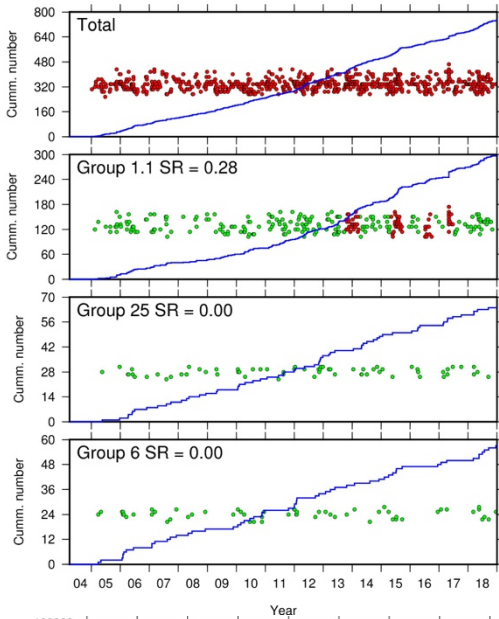 Total
800
640
480
320
160
0
Cumm. number
Group 1.1 SR = 0.28
300
240
180
120
60
0
Cumm. number
Group 25 SR = 0.00
70
56
42
28
14
0
Cumm. number
Group 6 SR = 0.00
60
48
36
24
12
0
Cumm. number
04 05 06 07 08 09 10 11 12 13 14 15 16 17 18
Year